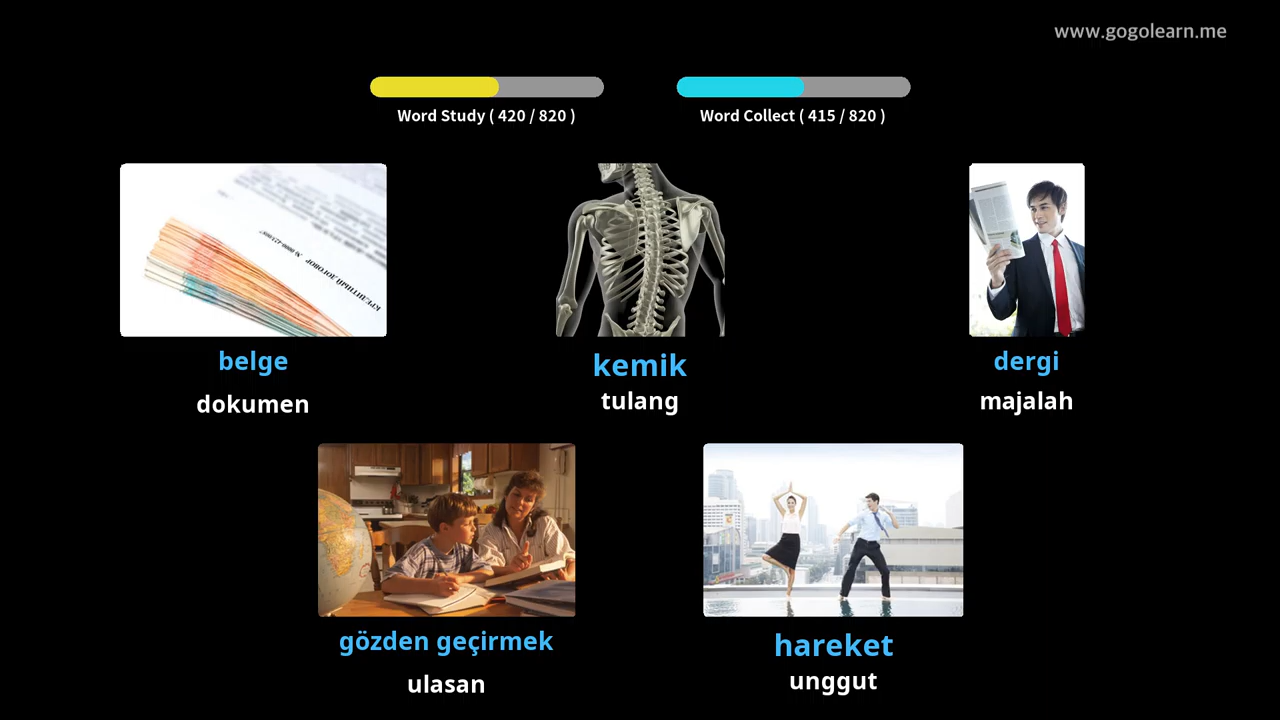 www.gogolearn.me
Word Study ( 420 / 820 )
Word Collect ( 415 / 820 )
belge
dokumen
kemik
tulang
dergi
majalah
gözden geçirmek
ulasan
hareket
unggut